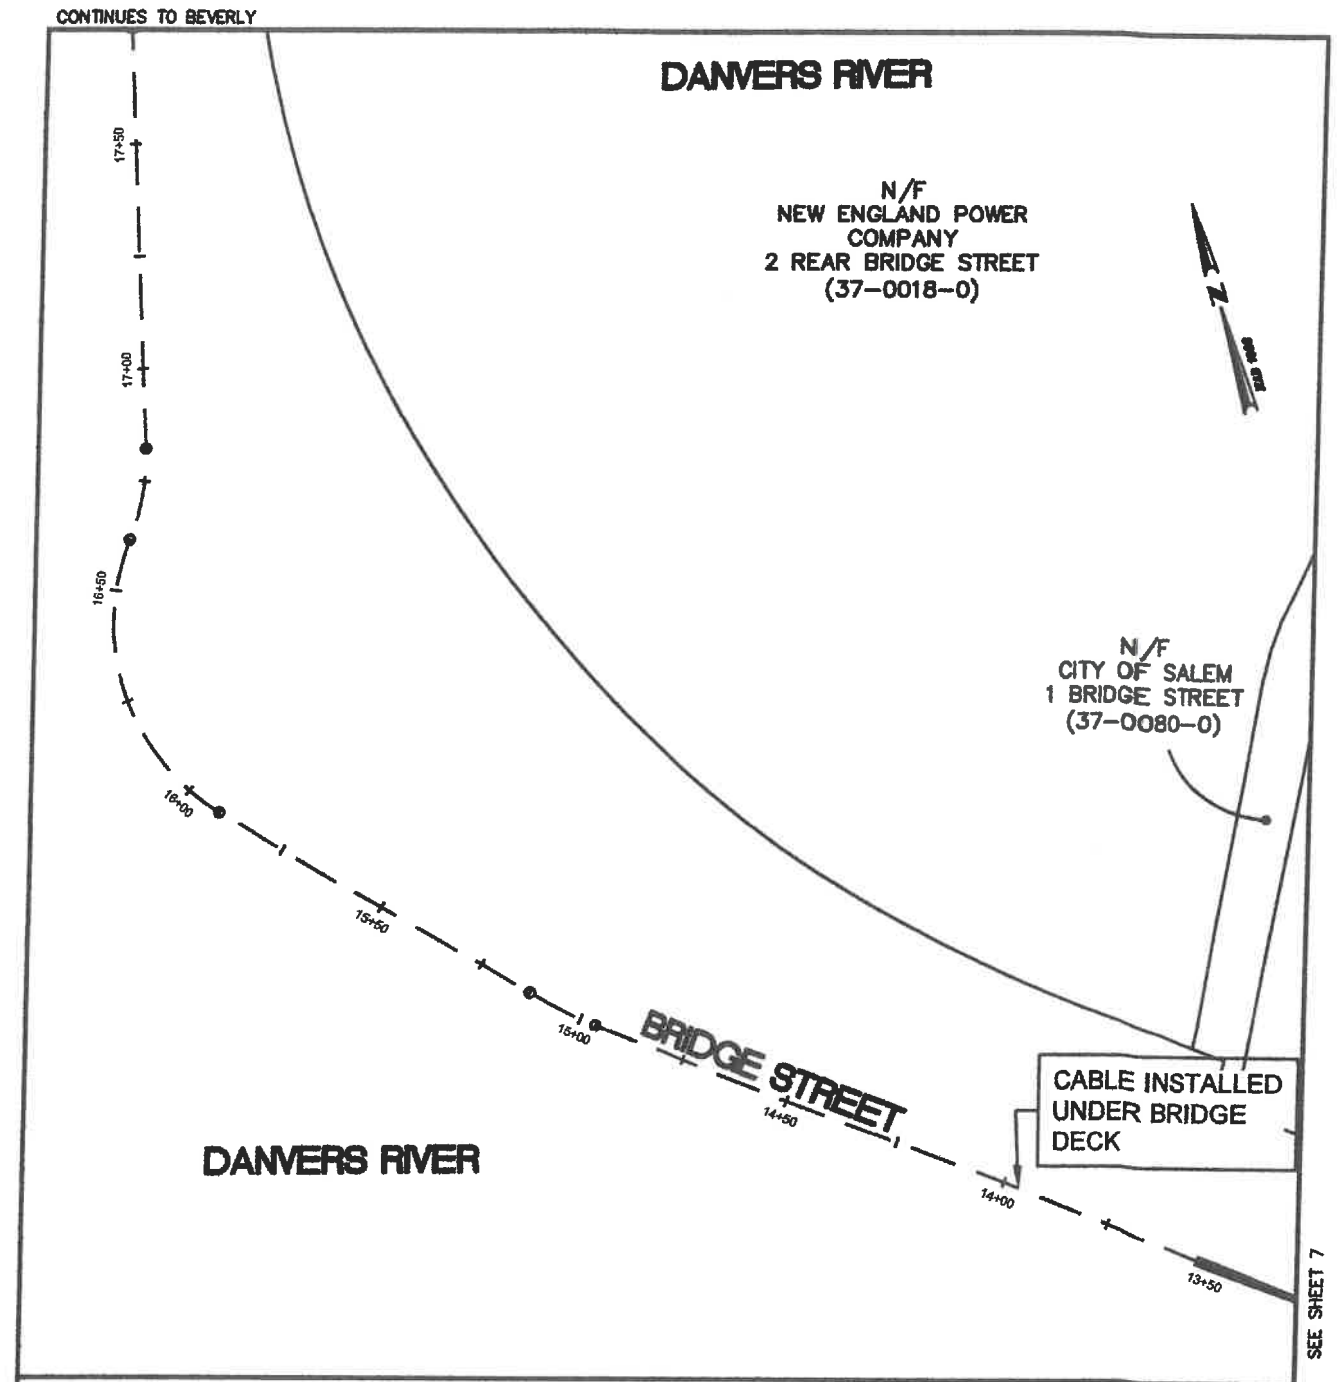 CONTINUES TO BEVERLY
DANVERS RIVER
N/F
NEW ENGLAND POWER
COMPANY
2 REAR BRIDGE STREET
(37-0018-0)
N
17+50
17+00
16+50
16+00
15+50
15+00
14+50
14+00
13+50
N/F
CITY OF SALEM
1 BRIDGE STREET
(37-0080-0)
BRIDGE STREET
CABLE INSTALLED
UNDER BRIDGE
DECK
DANVERS RIVER
SEE SHEET 7